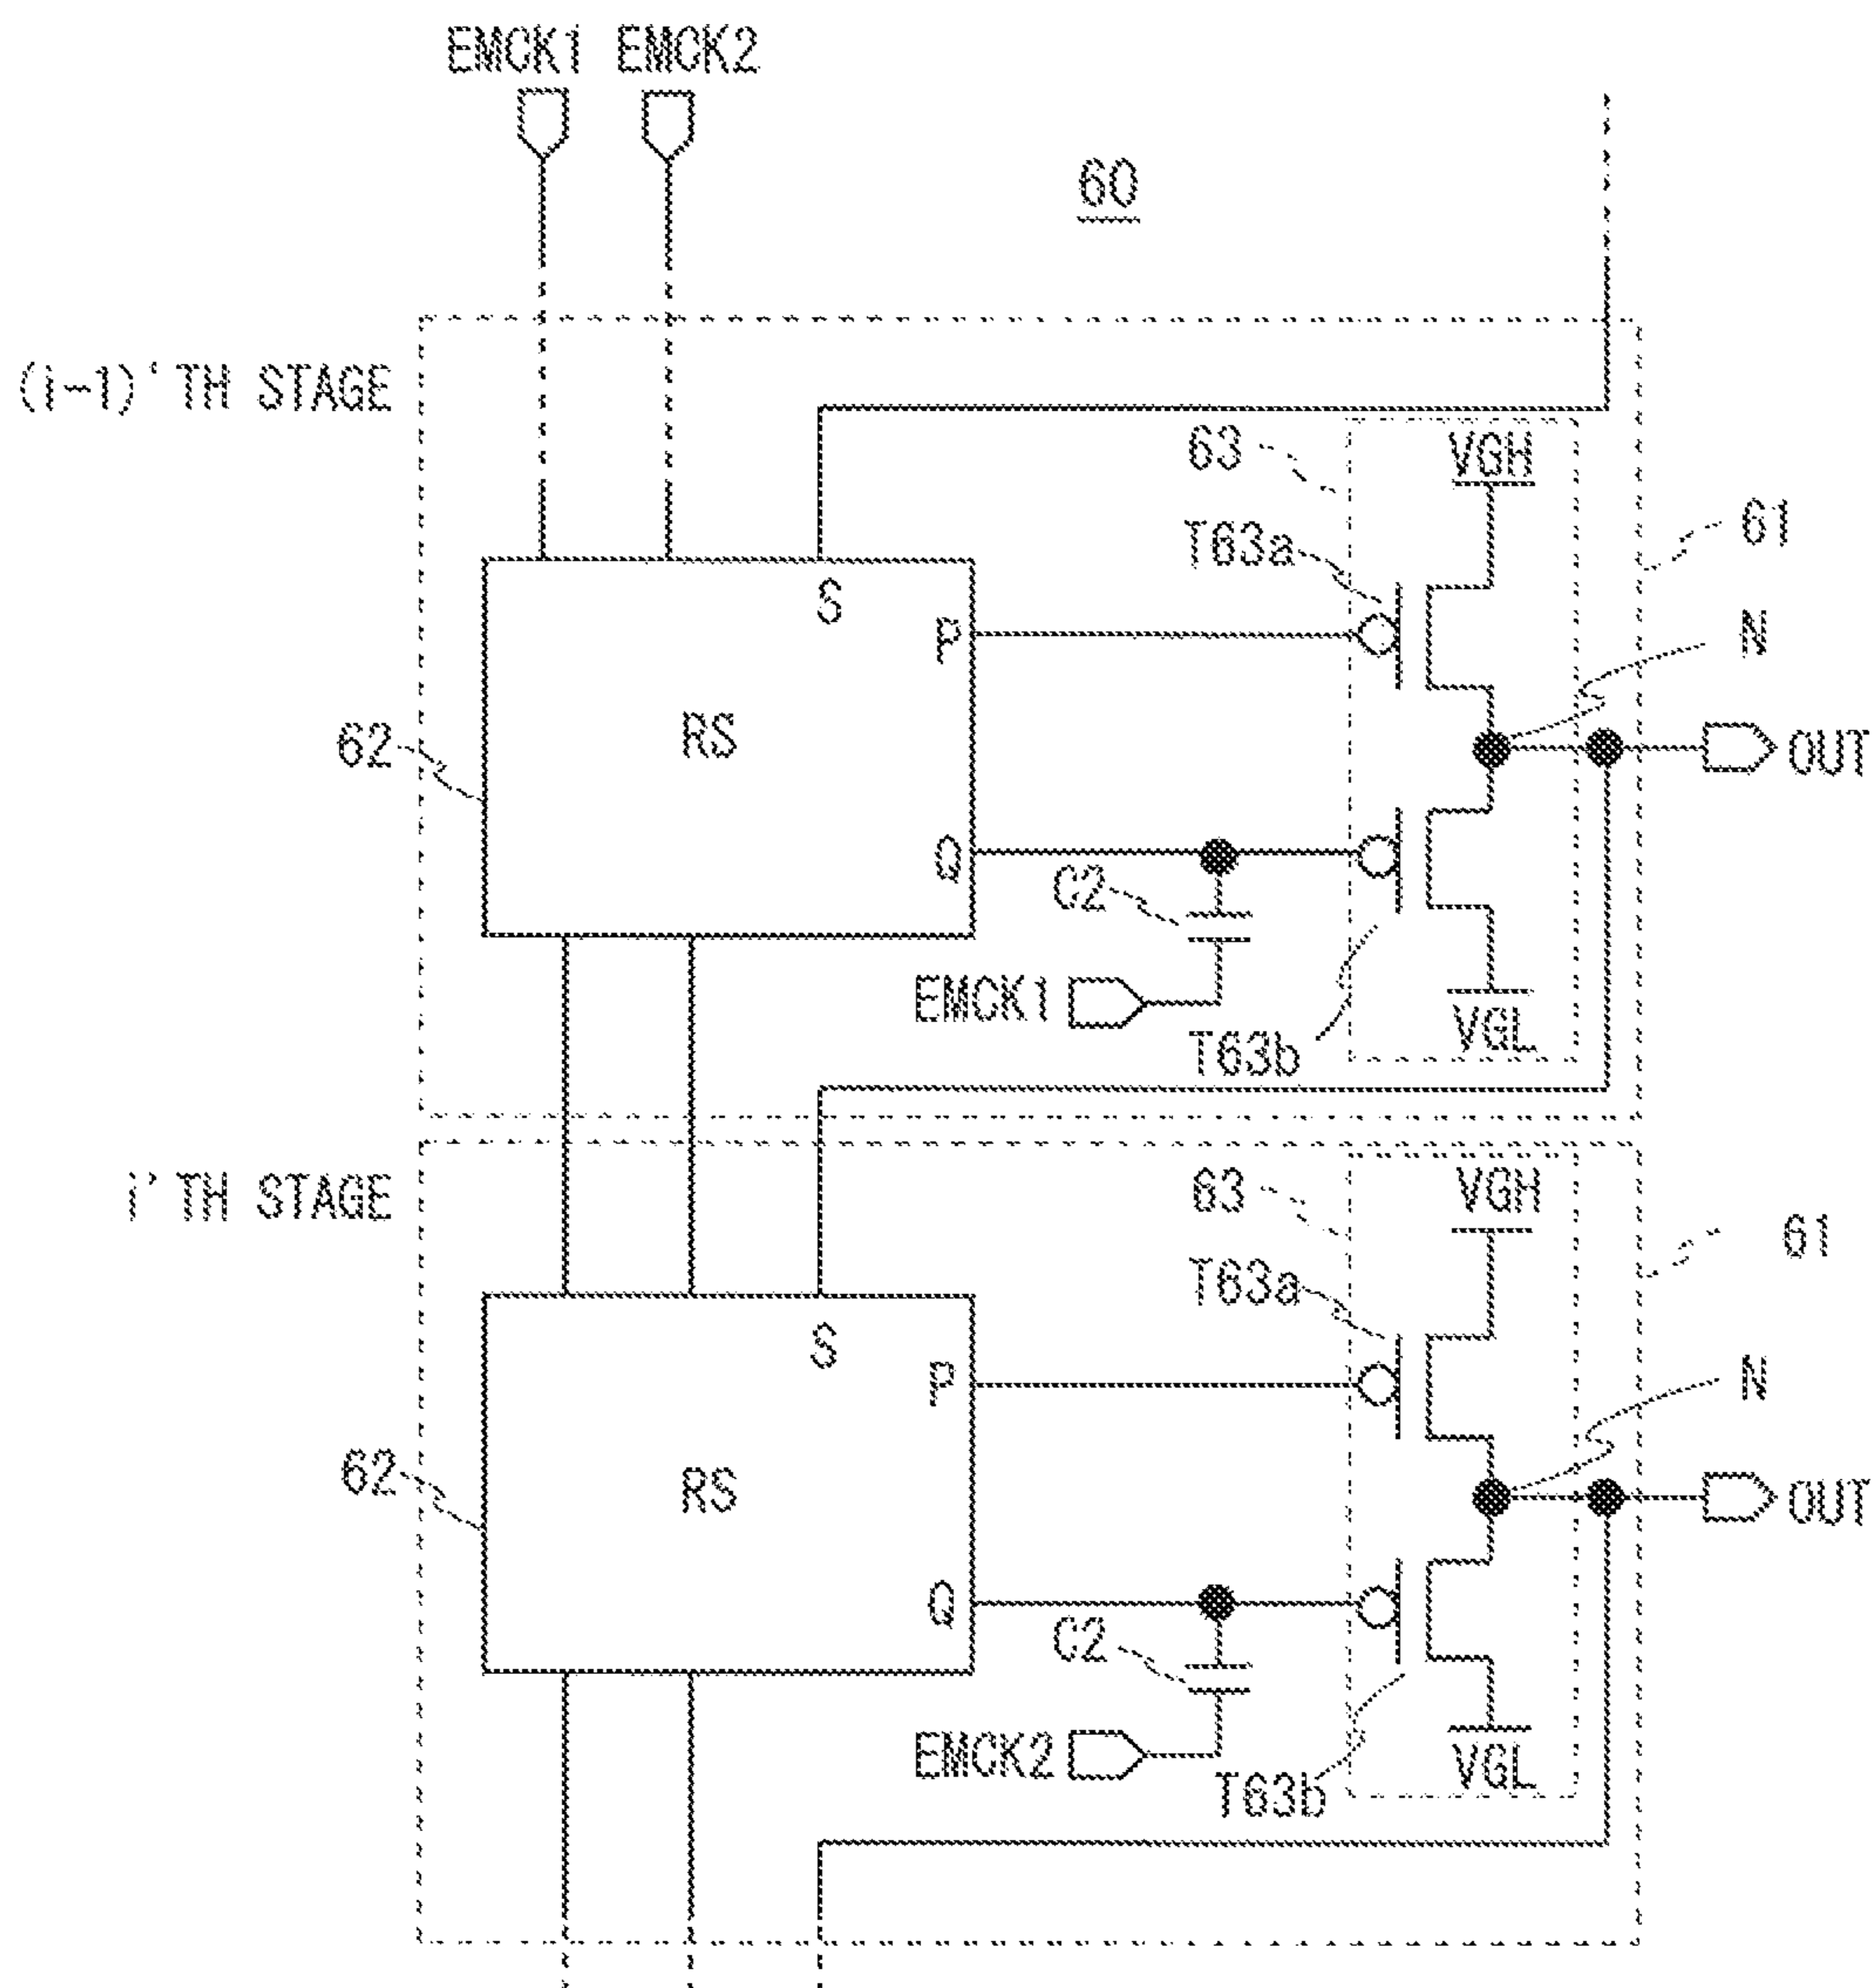 EMCK1 EMCK2
60
(i-1)'TH STAGE
63
VGH
61
T63a
S
P
N
62
RS
OUT
Q
C2
EMCK1
T63b
VGL
i'TH STAGE
63
VGH
61
T63a
S
P
N
62
RS
OUT
Q
C2
EMCK2
T63b
VGL